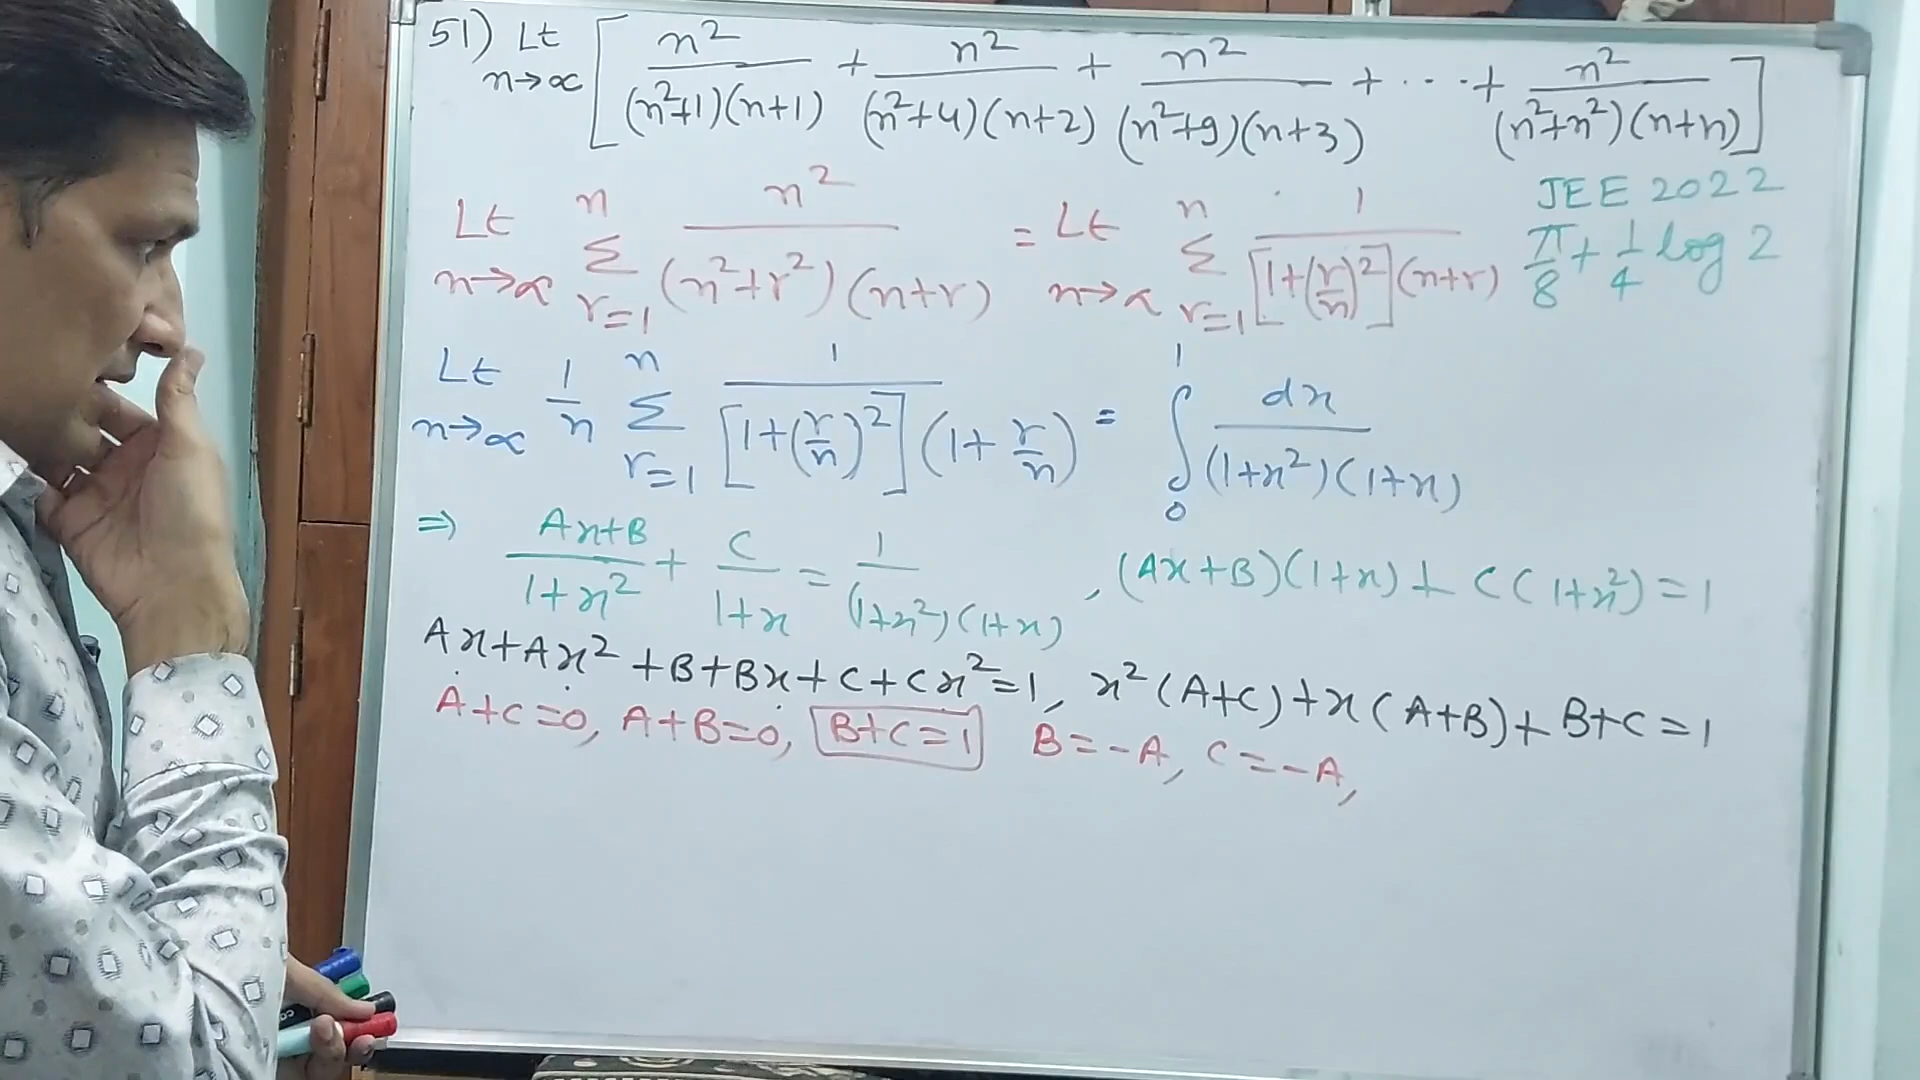 51) Lt n→∝ [ n²/((n²+1)(n+1)) + n²/((n²+4)(n+2)) + n²/((n²+9)(n+3)) + ··· + n²/((n²+n²)(n+n)) ]
JEE 2022
Lt n→∝ n Σ r=1 n²/((n²+r²)(n+r)) = Lt n→∝ n Σ r=1 1/([1+(r/n)²](n+r))
π/8 + 1/4 log 2
Lt n→∝ 1/n n Σ r=1 1/([1+(r/n)²](1+r/n)) = ∫₀¹ dx/((1+x²)(1+x))
⇒ (Ax+B)/(1+x²) + C/(1+x) = 1/((1+x²)(1+x)) , (Ax+B)(1+x) + C(1+x²) = 1
Ax+Ax²+B+Bx+C+Cx²=1, x²(A+C)+x(A+B)+B+C=1
A+C=0, A+B=0, B+C=1 B=-A, C=-A,